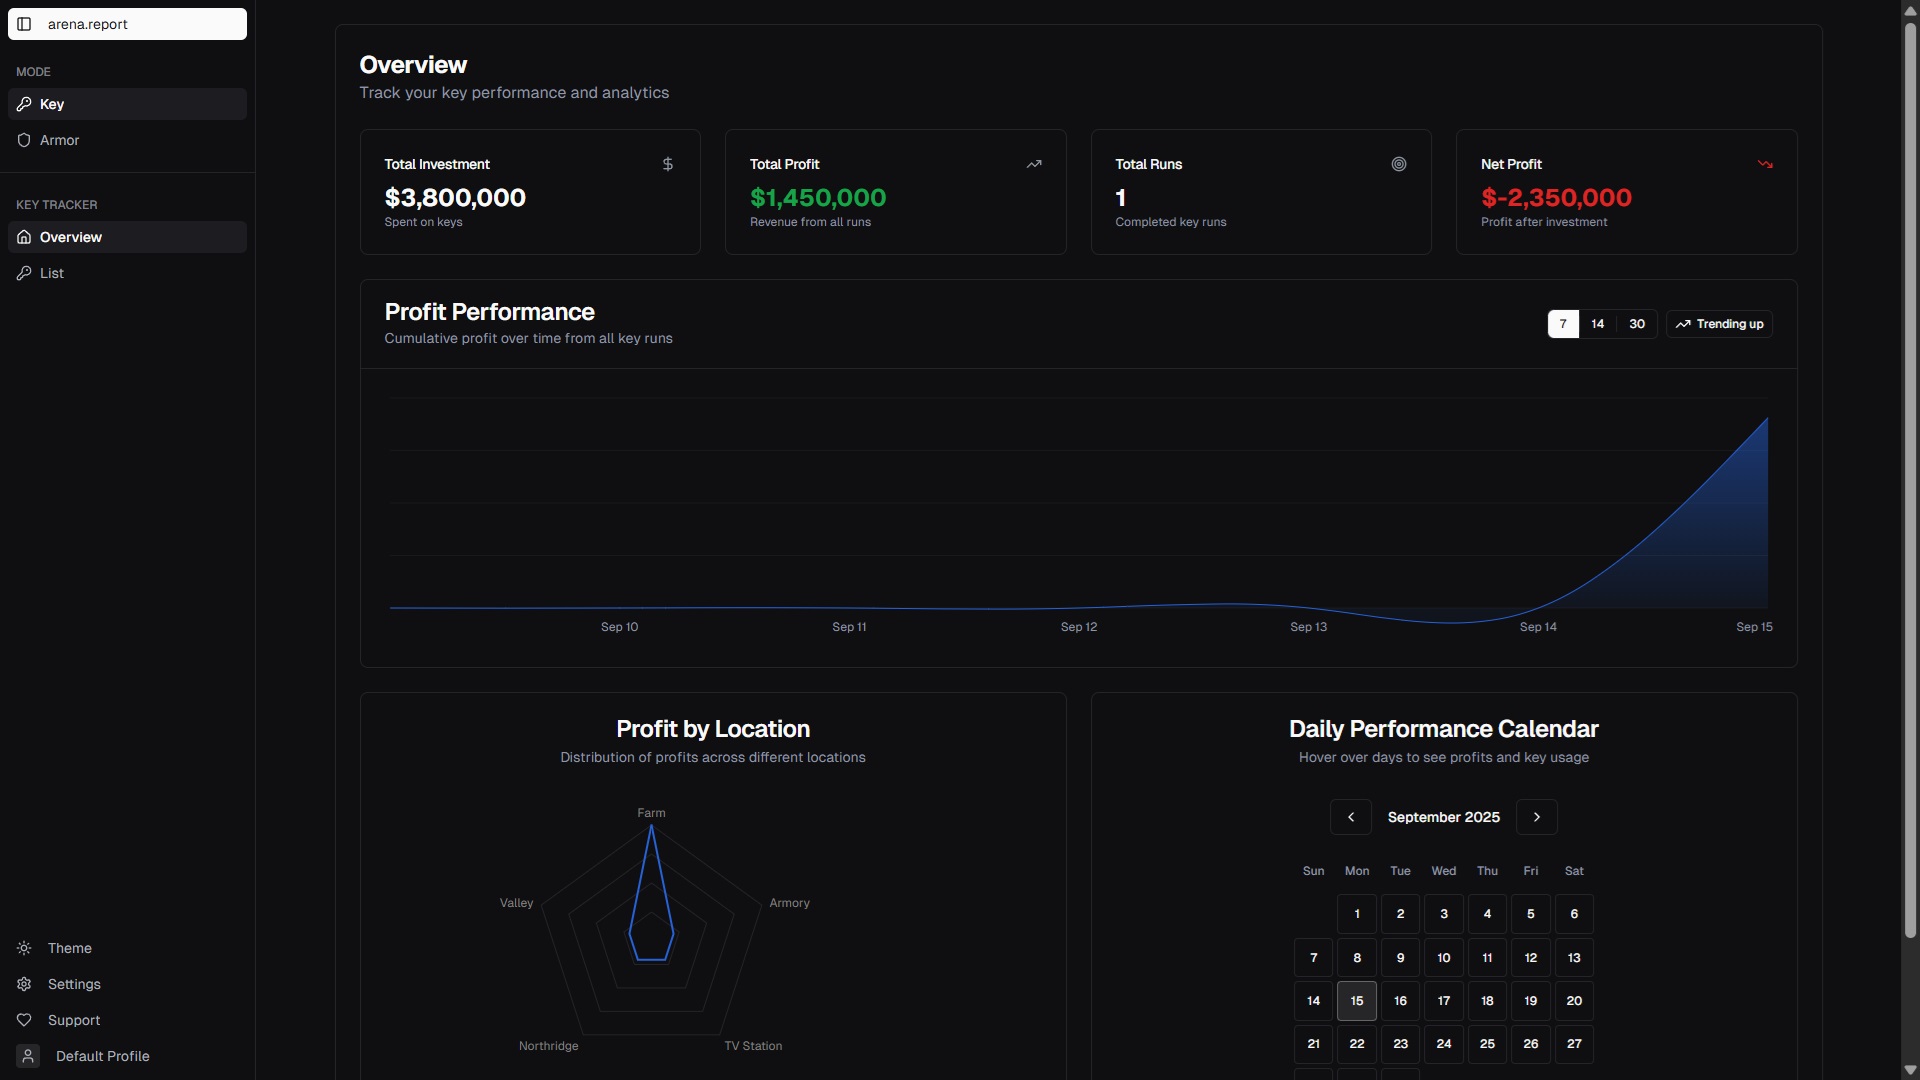 arena.report
MODE
Key
Armor
KEY TRACKER
Overview
List
Theme
Settings
Support
Default Profile
Overview
Track your key performance and analytics
Total Investment
$3,800,000
Spent on keys
Total Profit
$1,450,000
Revenue from all runs
Total Runs
1
Completed key runs
Net Profit
$-2,350,000
Profit after investment
Profit Performance
Cumulative profit over time from all key runs
7 14 30 Trending up
Sep 10 Sep 11 Sep 12 Sep 13 Sep 14 Sep 15
Profit by Location
Distribution of profits across different locations
Farm
Valley Armory
Northridge TV Station
Daily Performance Calendar
Hover over days to see profits and key usage
September 2025
Sun Mon Tue Wed Thu Fri Sat
1 2 3 4 5 6
7 8 9 10 11 12 13
14 15 16 17 18 19 20
21 22 23 24 25 26 27